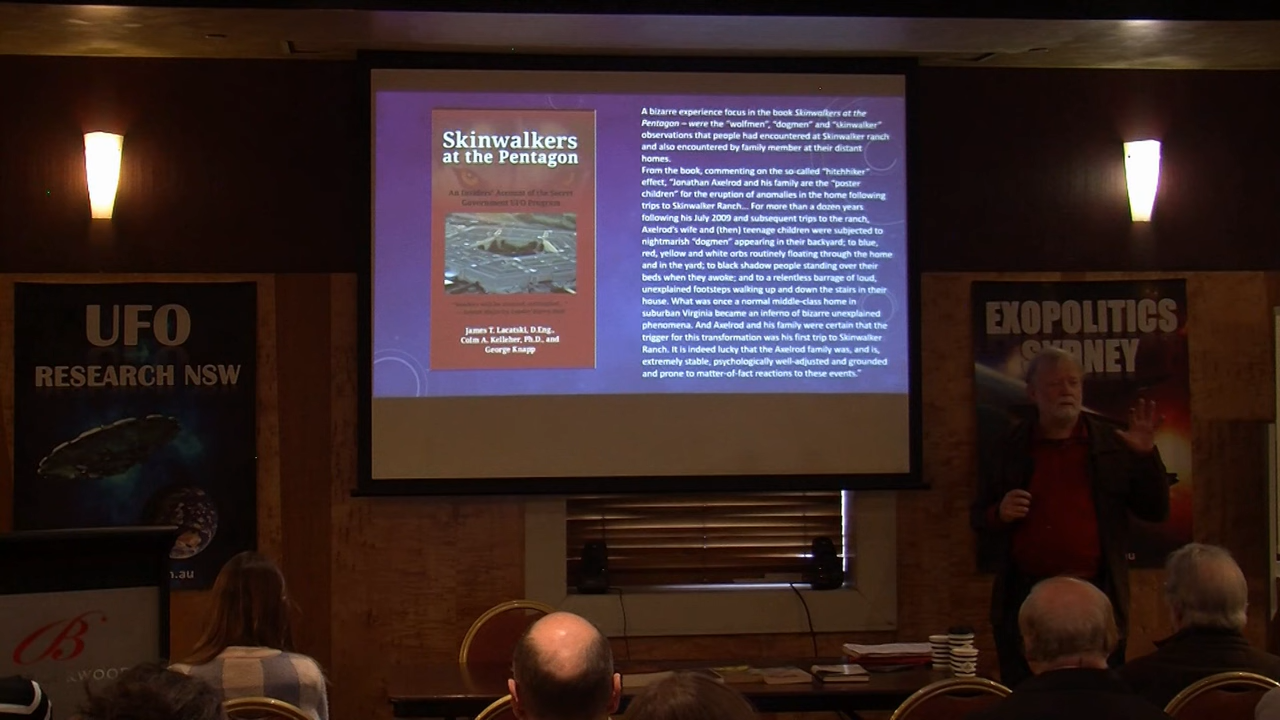 Skinwalkers
at the Pentagon
An Insiders' Account of the Secret
Government UFO Program
James T. Lacatski, D.Eng.,
Colm A. Kelleher, Ph.D., and
George Knapp
A bizarre experience focus in the book Skinwalkers at the
Pentagon – were the "wolfmen", "dogmen" and "skinwalker"
observations that people had encountered at Skinwalker ranch
and also encountered by family member at their distant
homes.
From the book, commenting on the so-called "hitchhiker"
effect, "Jonathan Axelrod and his family are the "poster
children" for the eruption of anomalies in the home following
trips to Skinwalker Ranch... For more than a dozen years
following his July 2009 and subsequent trips to the ranch,
Axelrod's wife and (then) teenage children were subjected to
nightmarish "dogmen" appearing in their backyard; to blue,
red, yellow and white orbs routinely floating through the home
and in the yard; to black shadow people standing over their
beds when they awoke; and to a relentless barrage of loud,
unexplained footsteps walking up and down the stairs in their
house. What was once a normal middle-class home in
suburban Virginia became an inferno of bizarre unexplained
phenomena. And Axelrod and his family were certain that the
trigger for this transformation was his first trip to Skinwalker
Ranch. It is indeed lucky that the Axelrod family was, and is,
extremely stable, psychologically well-adjusted and grounded
and prone to matter-of-fact reactions to these events."
UFO
RESEARCH NSW
.au
EXOPOLITICS
SYDNEY
B
KWOO